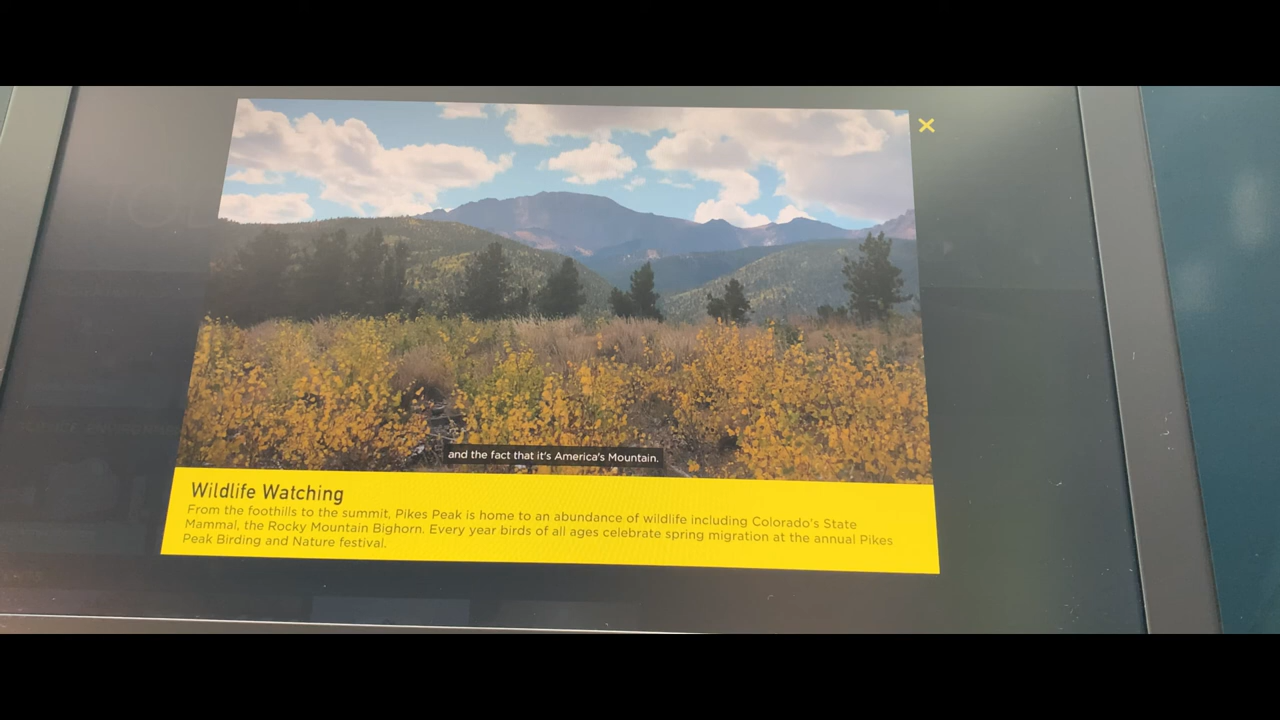 and the fact that it's America's Mountain.
Wildlife Watching
From the foothills to the summit, Pikes Peak is home to an abundance of wildlife including Colorado's State
Mammal, the Rocky Mountain Bighorn. Every year birds of all ages celebrate spring migration at the annual Pikes
Peak Birding and Nature festival.